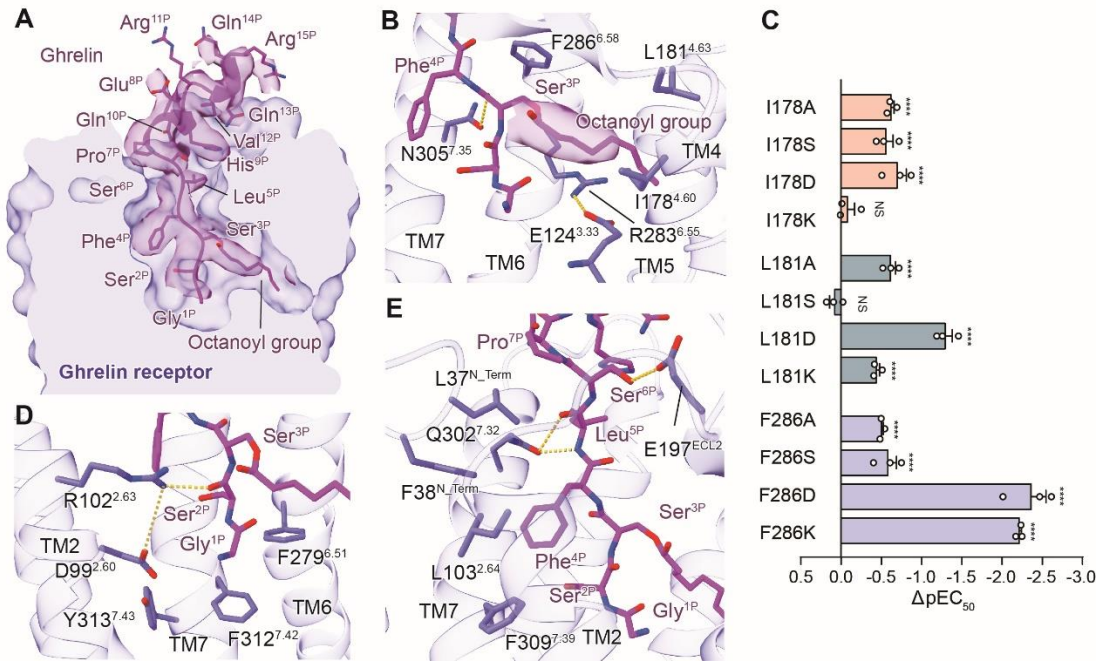 A
Arg11P
Gln14P
Arg15P
Ghrelin
Glu8P
Gln10P
Gln13P
Val12P
His9P
Pro7P
Ser6P
Leu5P
Ser3P
Phe4P
Ser2P
Gly1P
Octanoyl group
Ghrelin receptor
B
F286 6.58
L181 4.63
Phe4P
Ser3P
Octanoyl group
N305 7.35
TM4
I178 4.60
E124 3.33
R283 6.55
TM7
TM6
TM5
C
I178A
****
I178S
***
I178D
****
I178K
NS
L181A
****
L181S
NS
L181D
****
L181K
****
F286A
****
F286S
****
F286D
****
F286K
****
0.5 0.0 -0.5 -1.0 -1.5 -2.0 -2.5 -3.0
ΔpEC50
D
Ser3P
R102 2.63
Ser2P
TM2
Gly1P
D99 2.60
F279 6.51
Y313 7.43
TM6
TM7
F312 7.42
E
Pro7P
L37 N_Term
Ser6P
Q302 7.32
Leu5P
E197 ECL2
F38 N_Term
Ser3P
L103 2.64
Phe4P
Ser2P
Gly1P
TM7
F309 7.39
TM2